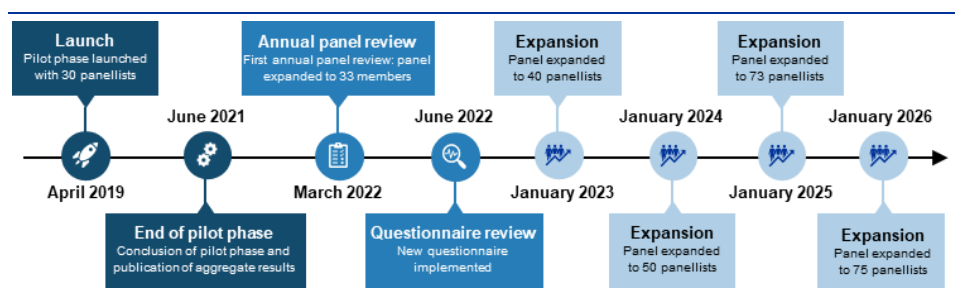 Launch
Pilot phase launched
with 30 panellists
Annual panel review
First annual panel review: panel
expanded to 33 members
Expansion
Panel expanded
to 40 panellists
Expansion
Panel expanded
to 73 panellists
June 2021
June 2022
January 2024
January 2026
April 2019
March 2022
January 2023
January 2025
End of pilot phase
Conclusion of pilot phase and
publication of aggregate results
Questionnaire review
New questionnaire
implemented
Expansion
Panel expanded
to 50 panellists
Expansion
Panel expanded
to 75 panellists